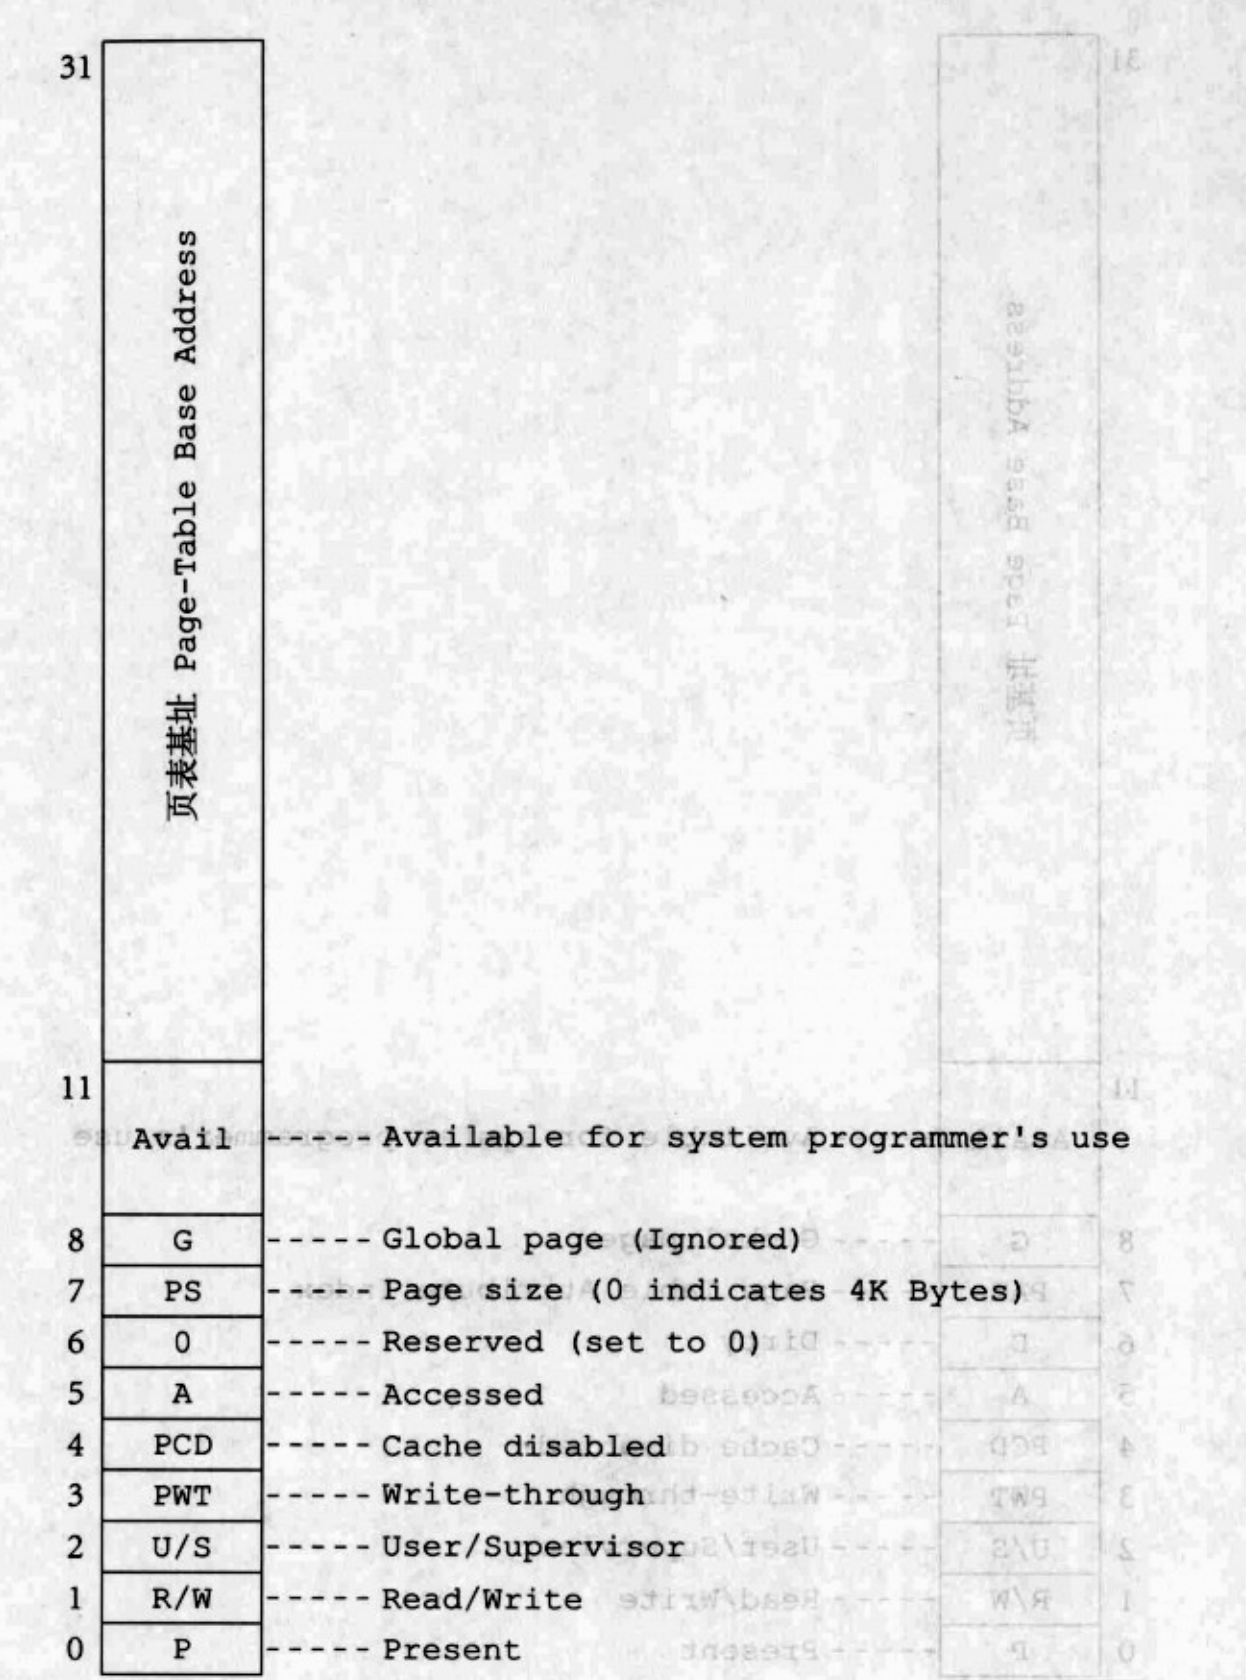 31
页表基址 Page-Table Base Address
11
Avail ----- Available for system programmer's use
8 G ----- Global page (Ignored)
7 PS ----- Page size (0 indicates 4K Bytes)
6 0 ----- Reserved (set to 0)
5 A ----- Accessed
4 PCD ----- Cache disabled
3 PWT ----- Write-through
2 U/S ----- User/Supervisor
1 R/W ----- Read/Write
0 P ----- Present